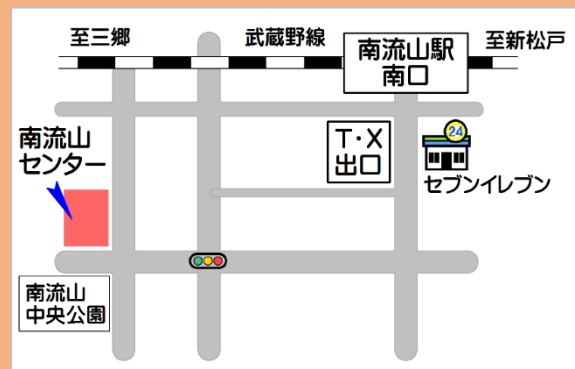 至三郷
武蔵野線
南流山駅
南口
至新松戸
南流山
センター
T・X
出口
24
セブンイレブン
南流山
中央公園